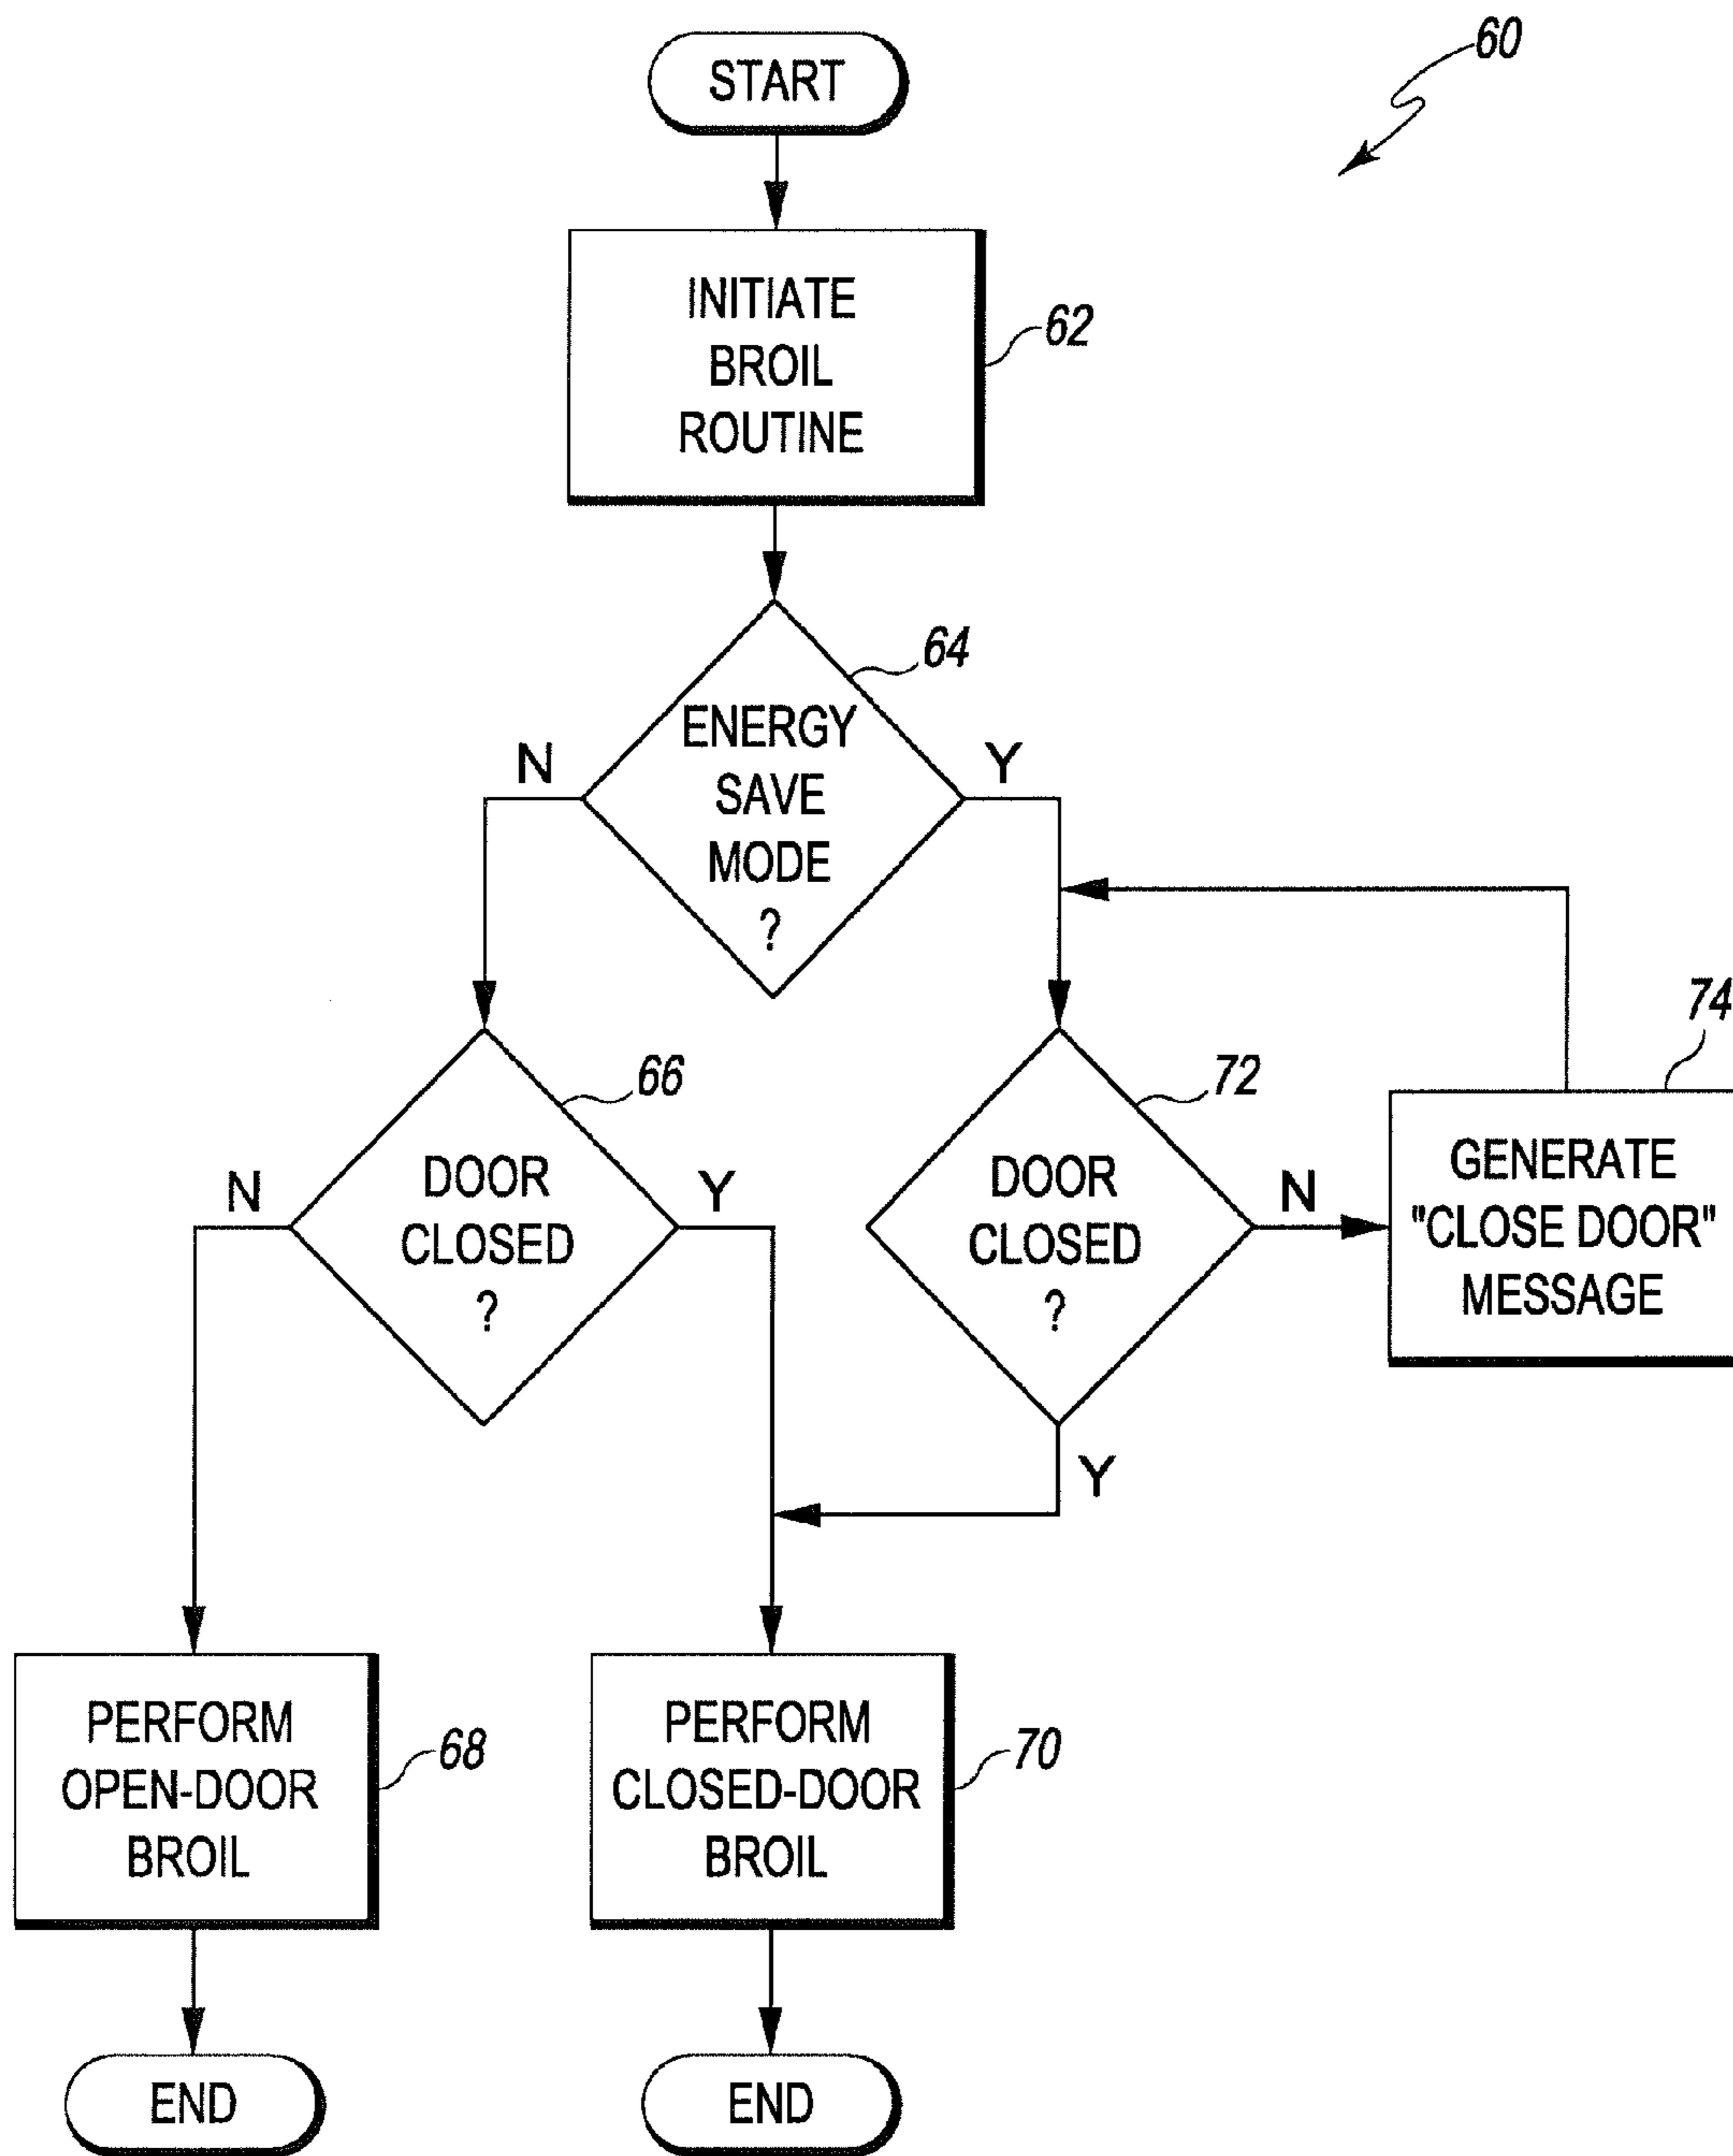 60
START
INITIATE
BROIL
ROUTINE
62
64
ENERGY
SAVE
MODE
?
N
Y
66
DOOR
CLOSED
?
N
Y
72
DOOR
CLOSED
?
N
Y
74
GENERATE
"CLOSE DOOR"
MESSAGE
PERFORM
OPEN-DOOR
BROIL
68
PERFORM
CLOSED-DOOR
BROIL
70
END
END